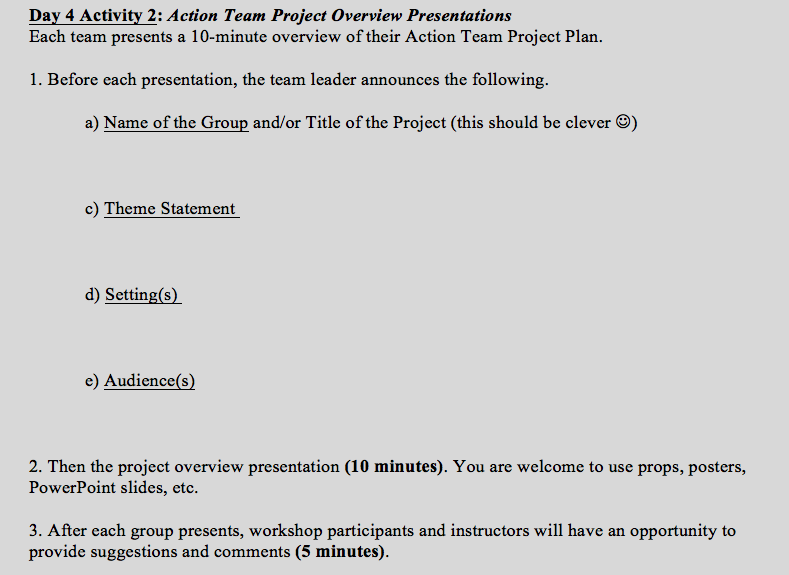 Day 4 Activity 2: Action Team Project Overview Presentations
Each team presents a 10-minute overview of their Action Team Project Plan.
1. Before each presentation, the team leader announces the following.
a) Name of the Group and/or Title of the Project (this should be clever ☺)
c) Theme Statement
d) Setting(s)
e) Audience(s)
2. Then the project overview presentation (10 minutes). You are welcome to use props, posters,
PowerPoint slides, etc.
3. After each group presents, workshop participants and instructors will have an opportunity to
provide suggestions and comments (5 minutes).